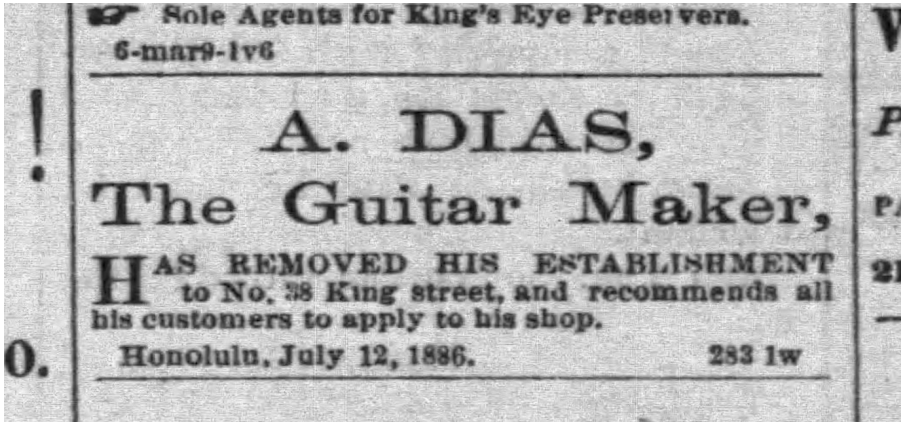 Sole Agents for King's Eye Preservers.
6-mar9-1v6
A. DIAS,
The Guitar Maker,
HAS REMOVED HIS ESTABLISHMENT
to No. 38 King street, and recommends all
his customers to apply to his shop.
Honolulu, July 12, 1886. 283 1w